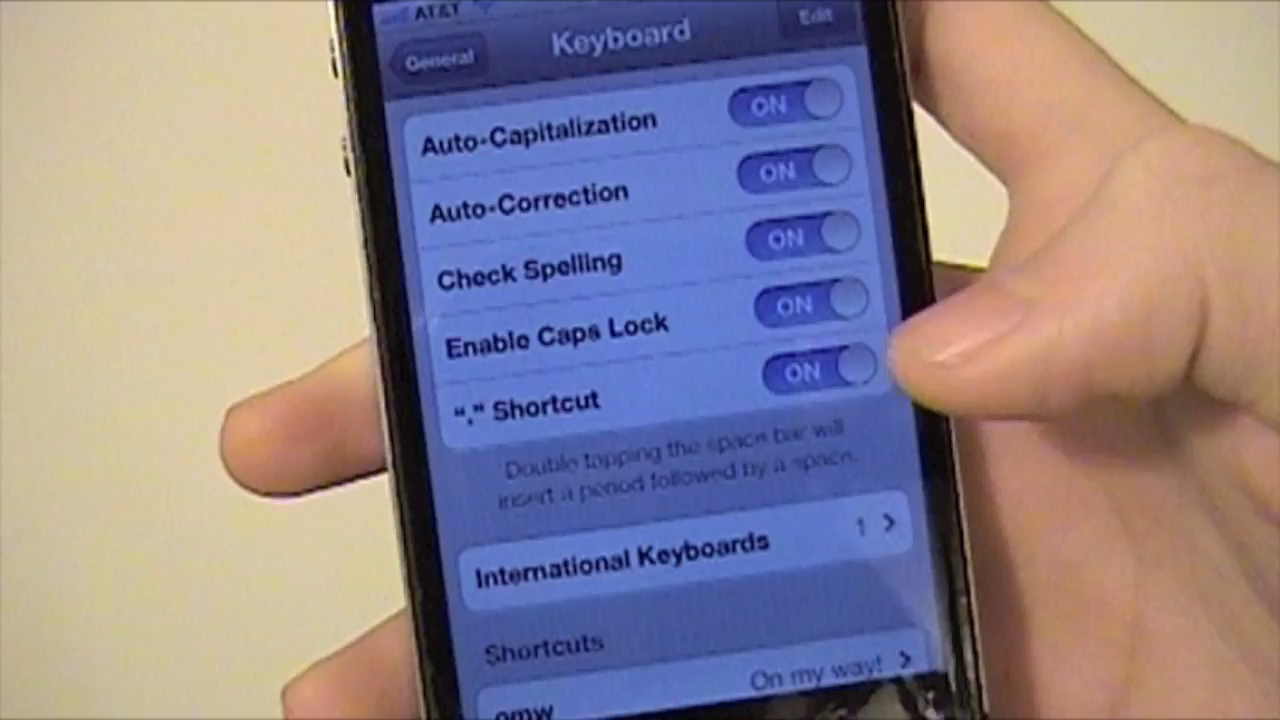 AT&T
General
Keyboard
Edit
Auto-Capitalization ON
Auto-Correction ON
Check Spelling ON
Enable Caps Lock ON
“.” Shortcut ON
Double tapping the space bar will
insert a period followed by a space.
International Keyboards 1
Shortcuts
omw On my way!